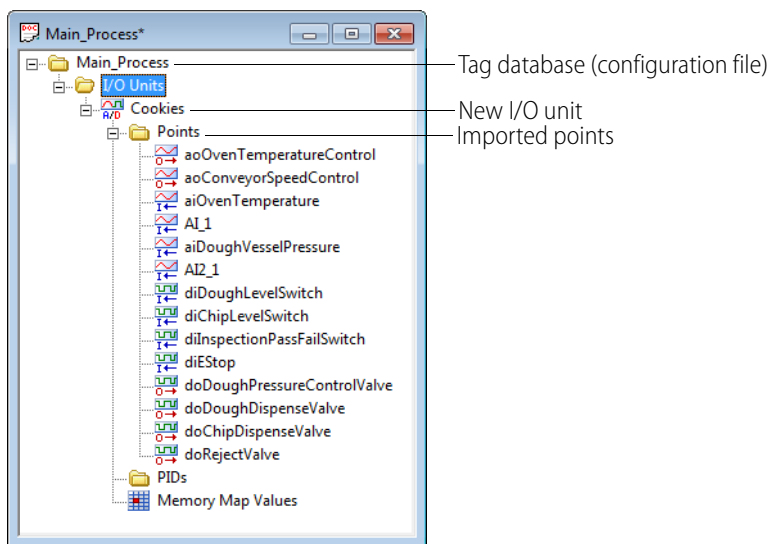 Main_Process*
Main_Process
Tag database (configuration file)
I/O Units
A/D Cookies
New I/O unit
Points
Imported points
aoOvenTemperatureControl
aoConveyorSpeedControl
aiOvenTemperature
AI_1
aiDoughVesselPressure
AI2_1
diDoughLevelSwitch
diChipLevelSwitch
diInspectionPassFailSwitch
diEStop
doDoughPressureControlValve
doDoughDispenseValve
doChipDispenseValve
doRejectValve
PIDs
Memory Map Values